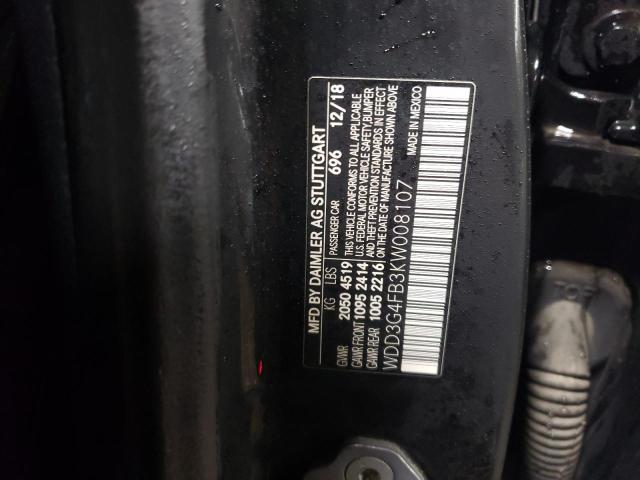 MFD BY DAIMLER AG STUTTGART
PASSENGER CAR 696 12/18
KG LBS
GVWR 2050 4519
GAWR FRONT 1095 2414
GAWR REAR 1005 2216
THIS VEHICLE CONFORMS TO ALL APPLICABLE
U.S. FEDERAL MOTOR VEHICLE SAFETY, BUMPER
AND THEFT PREVENTION STANDARDS IN EFFECT
ON THE DATE OF MANUFACTURE SHOWN ABOVE
MADE IN MEXICO
WDD3G4FB3KW008107